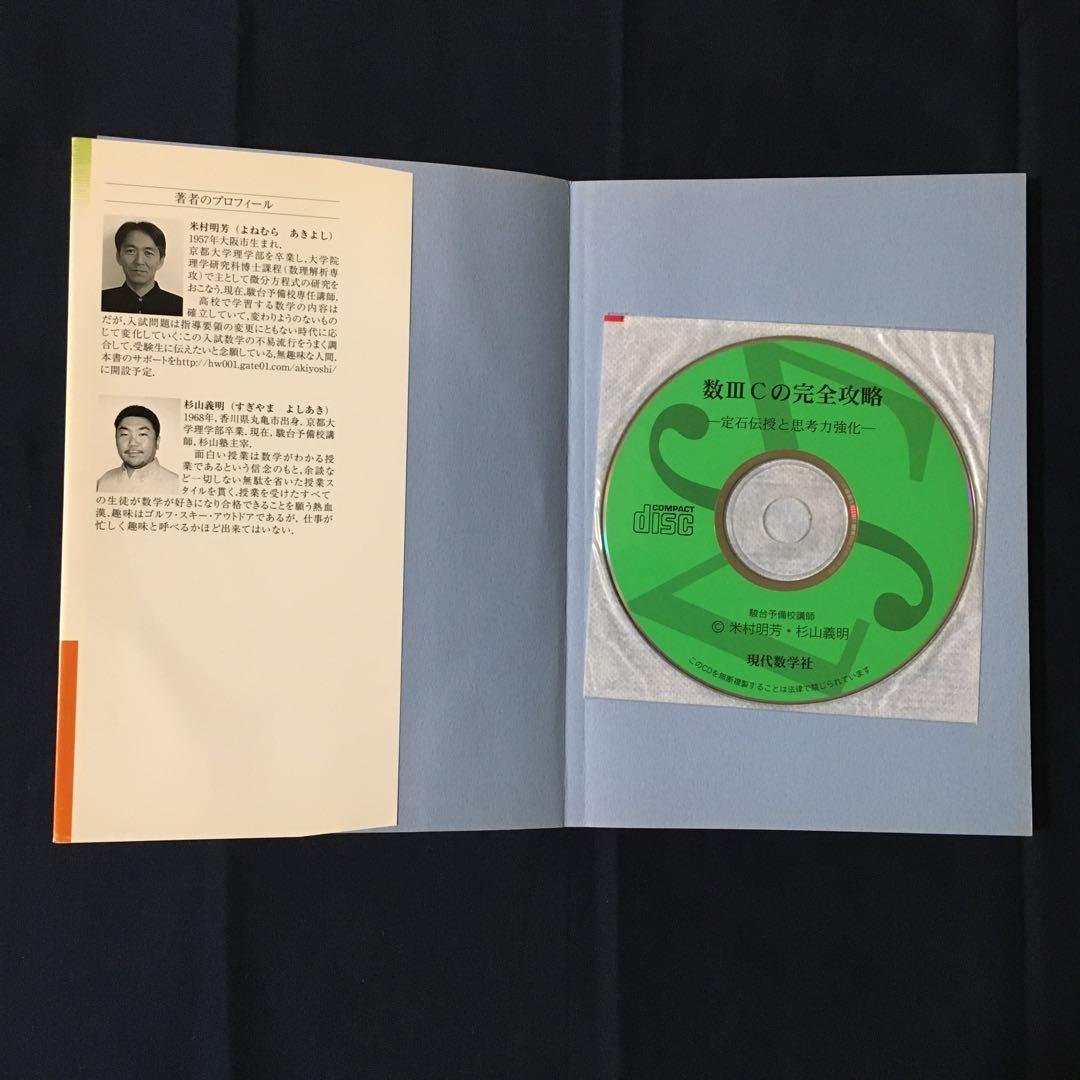 著者のプロフィール
米村明芳(よねむら　あきよし)
1957年大阪市生まれ．
京都大学理学部を卒業し，大学院
理学研究科博士課程(数理解析専
攻)で主として微分方程式の研究を
おこなう．現在，駿台予備校専任講師．
　高校で学習する数学の内容は
確立していて，変わりようのないもの
だが，入試問題は指導要領の変更にともない時代に応
じて変化していく：この入試数学の不易流行をうまく調
合して，受験生に伝えたいと念願している，無趣味な人間．
本書のサポートをhttp://hw001.gate01.com/akiyoshi/
に開設予定．
杉山義明(すぎやま　よしあき)
1968年，香川県丸亀市出身．京都大
学理学部卒業．現在，駿台予備校講
師，杉山塾主宰．
　面白い授業は数学がわかる授
業であるという信念のもと，余談な
ど一切しない無駄を省いた授業ス
タイルを貫く．授業を受けたすべて
の生徒が数学が好きになり合格できることを願う熱血
漢．趣味はゴルフ・スキー・アウトドアであるが，仕事が
忙しく趣味と呼べるかほど出来てはいない．
数ⅢCの完全攻略
―定石伝授と思考力強化―
COMPACT
disc
駿台予備校講師
© 米村明芳・杉山義明
現代数学社
このCDを無断複製することは法律で禁じられています